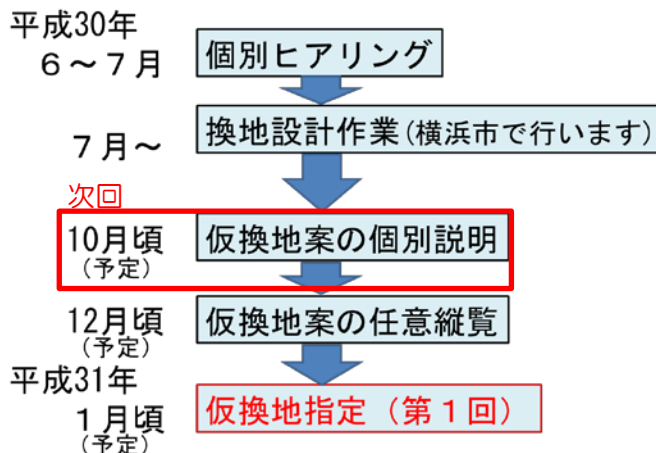 平成30年
６～７月 個別ヒアリング
７月～ 換地設計作業(横浜市で行います)
次回
10月頃 仮換地案の個別説明
(予定)
12月頃 仮換地案の任意縦覧
(予定)
平成31年
１月頃 仮換地指定（第１回）
(予定)